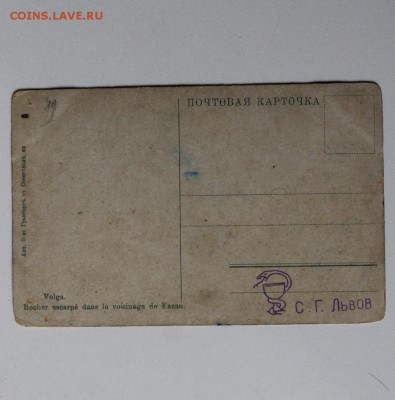 COINS.LAVE.RU
ПОЧТОВАЯ КАРТОЧКА
Volga.
Rocher escarpé dans le voisinage de Kazan.
С. Г. ЛЬВОВ